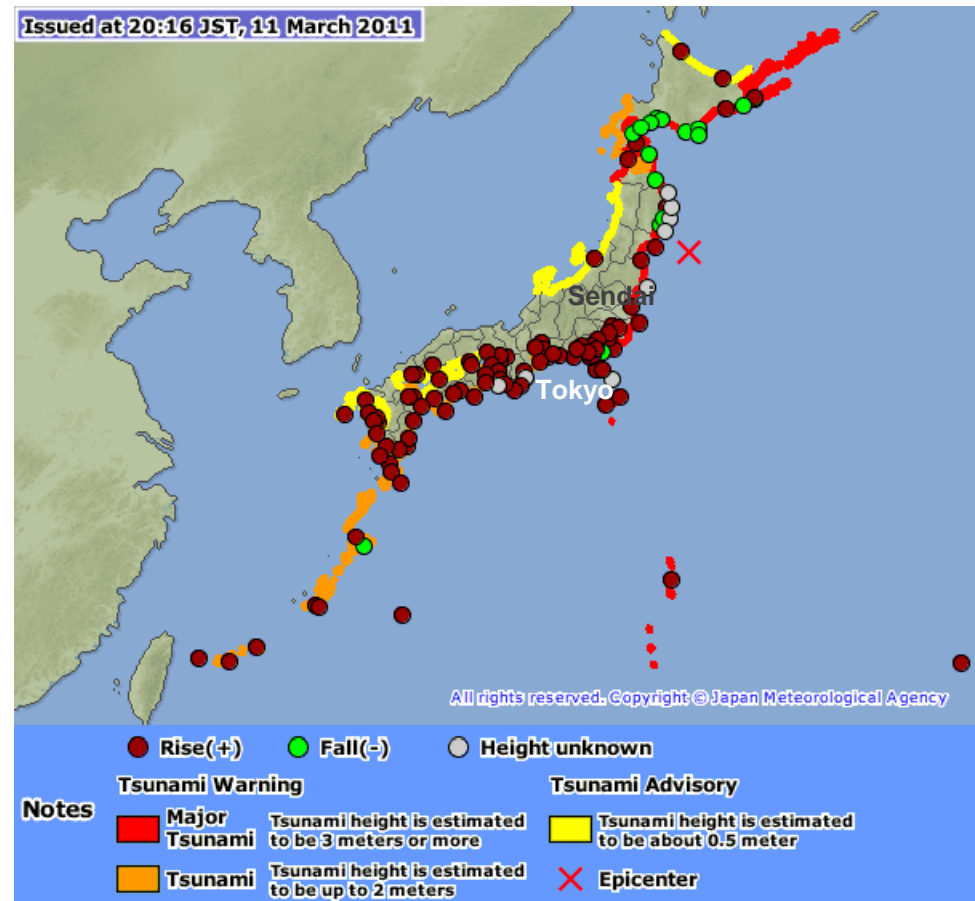 Issued at 20:16 JST, 11 March 2011
Sendai
Tokyo
All rights reserved. Copyright © Japan Meteorological Agency
Rise(+)
Fall(-)
Height unknown
Notes
Tsunami Warning
Major
Tsunami
Tsunami height is estimated
to be 3 meters or more
Tsunami
Tsunami height is estimated
to be up to 2 meters
Tsunami Advisory
Tsunami height is estimated
to be about 0.5 meter
Epicenter